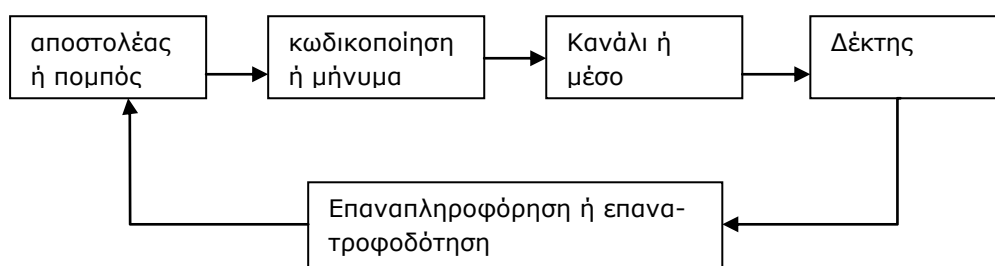 αποστολέας
ή πομπός
κωδικοποίηση
ή μήνυμα
Κανάλι ή
μέσο
Δέκτης
Επαναπληροφόρηση ή επανα-
τροφοδότηση